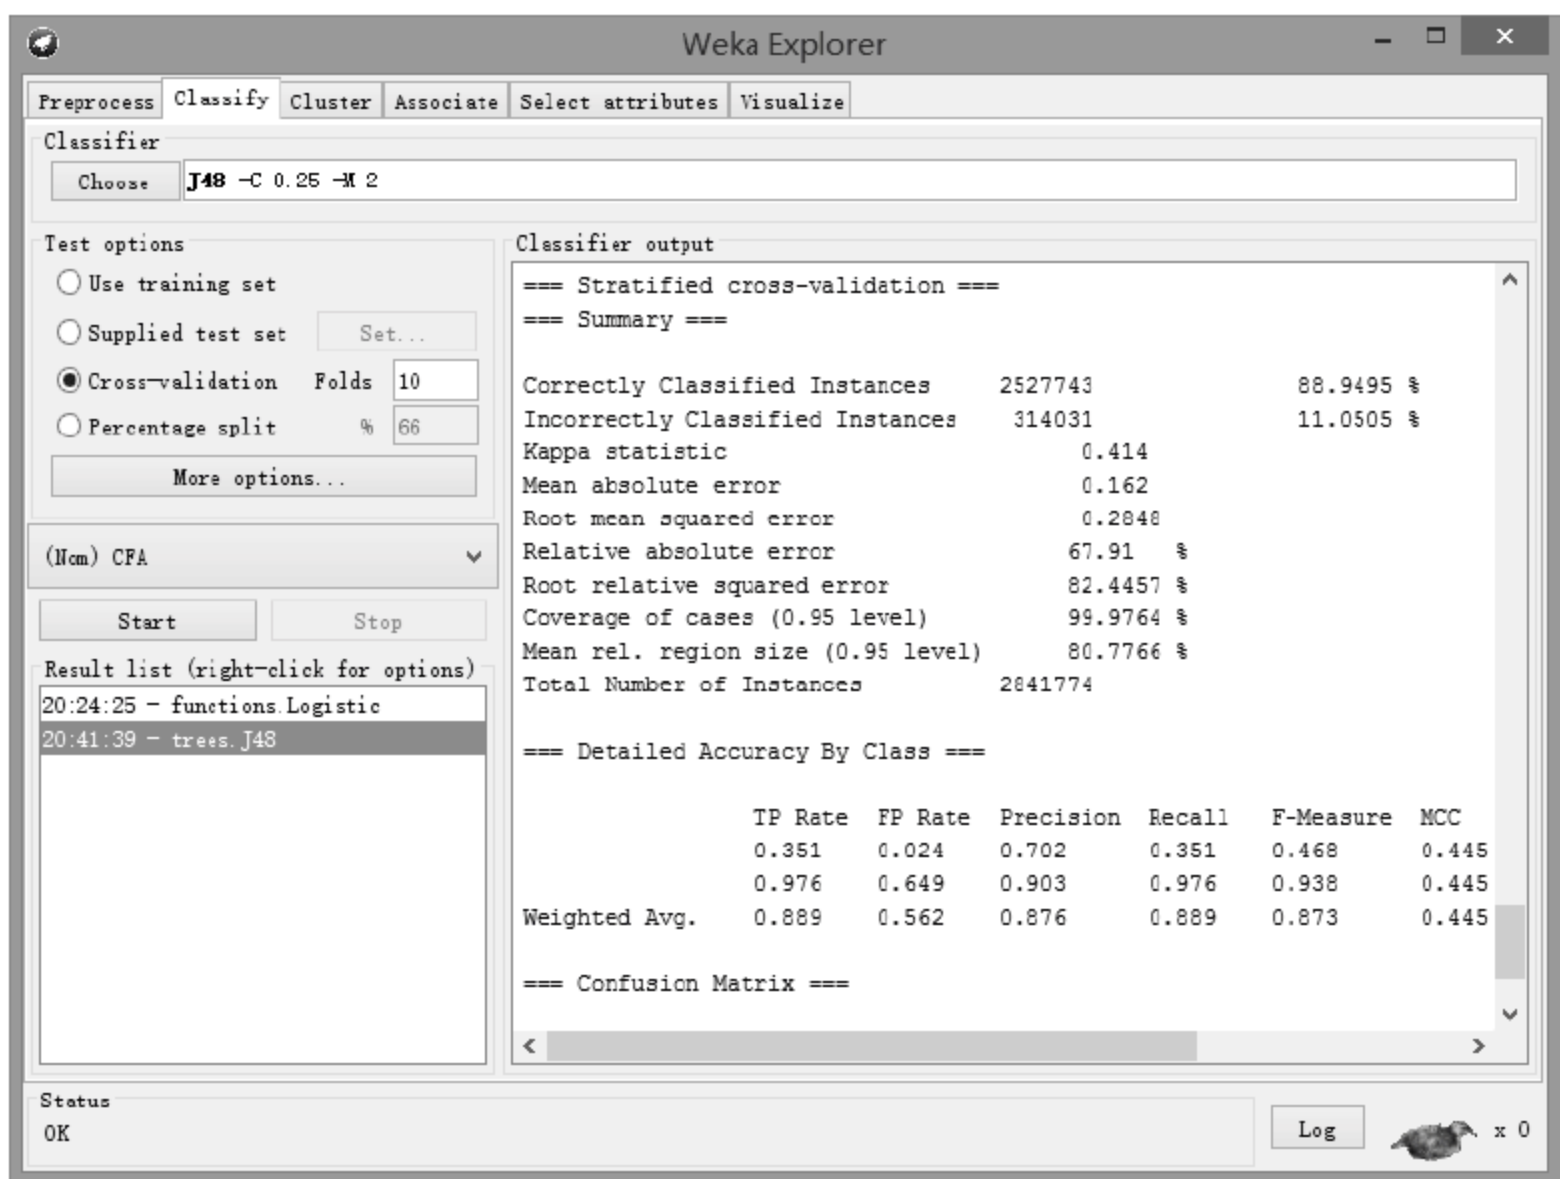 Weka Explorer
Preprocess Classify Cluster Associate Select attributes Visualize
Classifier
Choose J48 -C 0.25 -M 2
Test options
Use training set
Supplied test set Set...
Cross-validation Folds 10
Percentage split % 66
More options...
(Nom) CFA
Start Stop
Result list (right-click for options)
20:24:25 - functions.Logistic
20:41:39 - trees.J48
Classifier output
=== Stratified cross-validation ===
=== Summary ===
Correctly Classified Instances 2527743 88.9495 %
Incorrectly Classified Instances 314031 11.0505 %
Kappa statistic 0.414
Mean absolute error 0.162
Root mean squared error 0.2848
Relative absolute error 67.91 %
Root relative squared error 82.4457 %
Coverage of cases (0.95 level) 99.9764 %
Mean rel. region size (0.95 level) 80.7766 %
Total Number of Instances 2841774
=== Detailed Accuracy By Class ===
TP Rate FP Rate Precision Recall F-Measure MCC
0.351 0.024 0.702 0.351 0.468 0.445
0.976 0.649 0.903 0.976 0.938 0.445
Weighted Avg. 0.889 0.562 0.876 0.889 0.873 0.445
=== Confusion Matrix ===
Status
OK
Log x 0